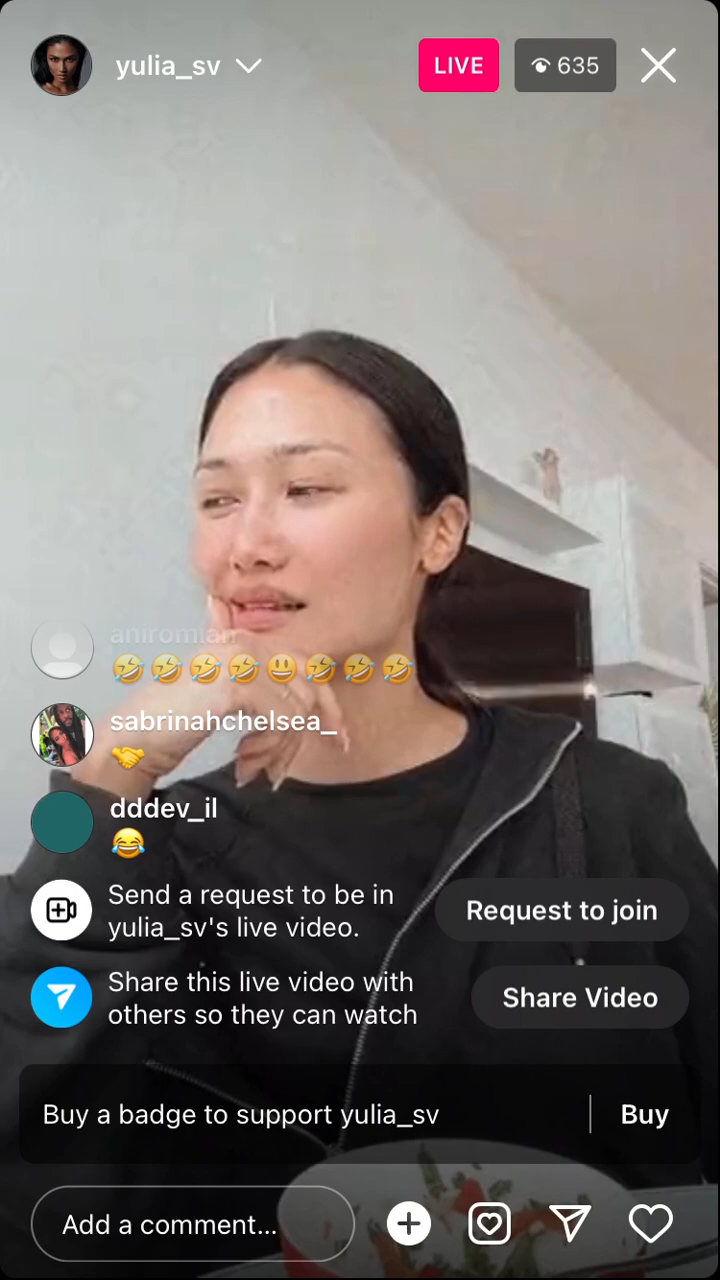 yulia_sv
LIVE
635
aniromian
🤣🤣🤣🤣😃🤣🤣🤣
sabrinahchelsea_
🤝
dddev_il
😂
Send a request to be in
yulia_sv's live video.
Request to join
Share this live video with
others so they can watch
Share Video
Buy a badge to support yulia_sv
Buy
Add a comment...